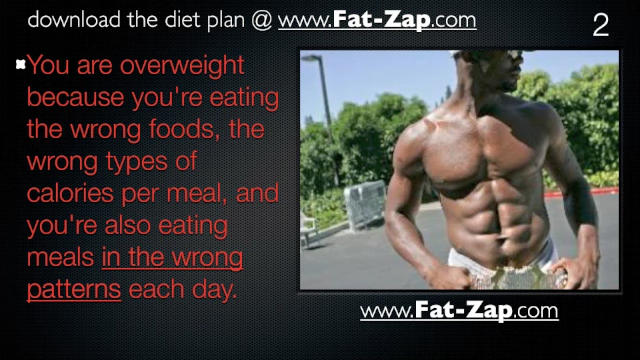 download the diet plan @ www.Fat-Zap.com
2
You are overweight
because you're eating
the wrong foods, the
wrong types of
calories per meal, and
you're also eating
meals in the wrong
patterns each day.
www.Fat-Zap.com